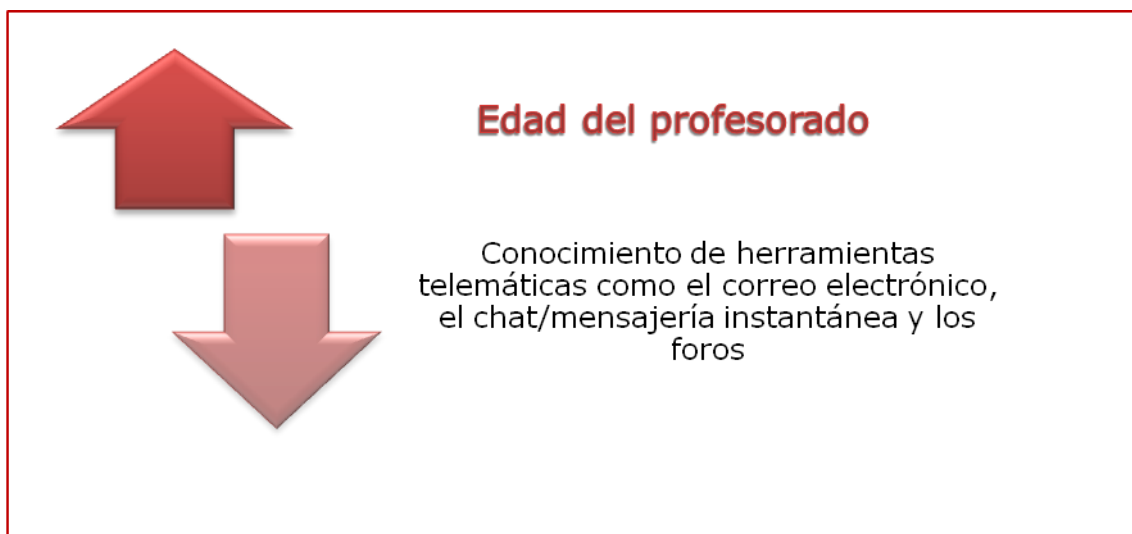 Edad del profesorado
Conocimiento de herramientas
telemáticas como el correo electrónico,
el chat/mensajería instantánea y los
foros